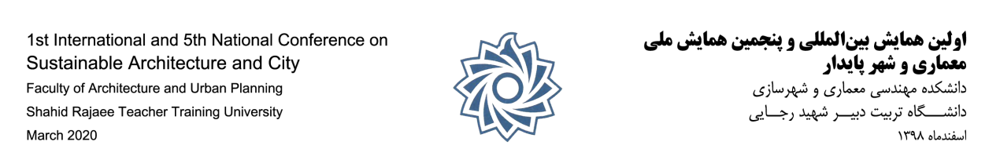 1st International and 5th National Conference on
Sustainable Architecture and City
Faculty of Architecture and Urban Planning
Shahid Rajaee Teacher Training University
March 2020
اولین همایش بین‌المللی و پنجمین همایش ملی
معماری و شهر پایدار
دانشکده مهندسی معماری و شهرسازی
دانشـــگاه تربیت دبیــر شهید رجــایی
اسفندماه ۱۳۹۸